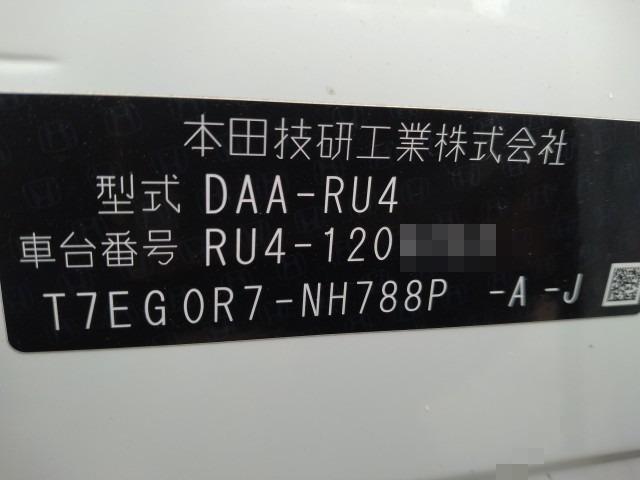 本田技研工業株式会社
型式 DAA-RU4
車台番号 RU4-120
T7EG0R7-NH788P -A -J